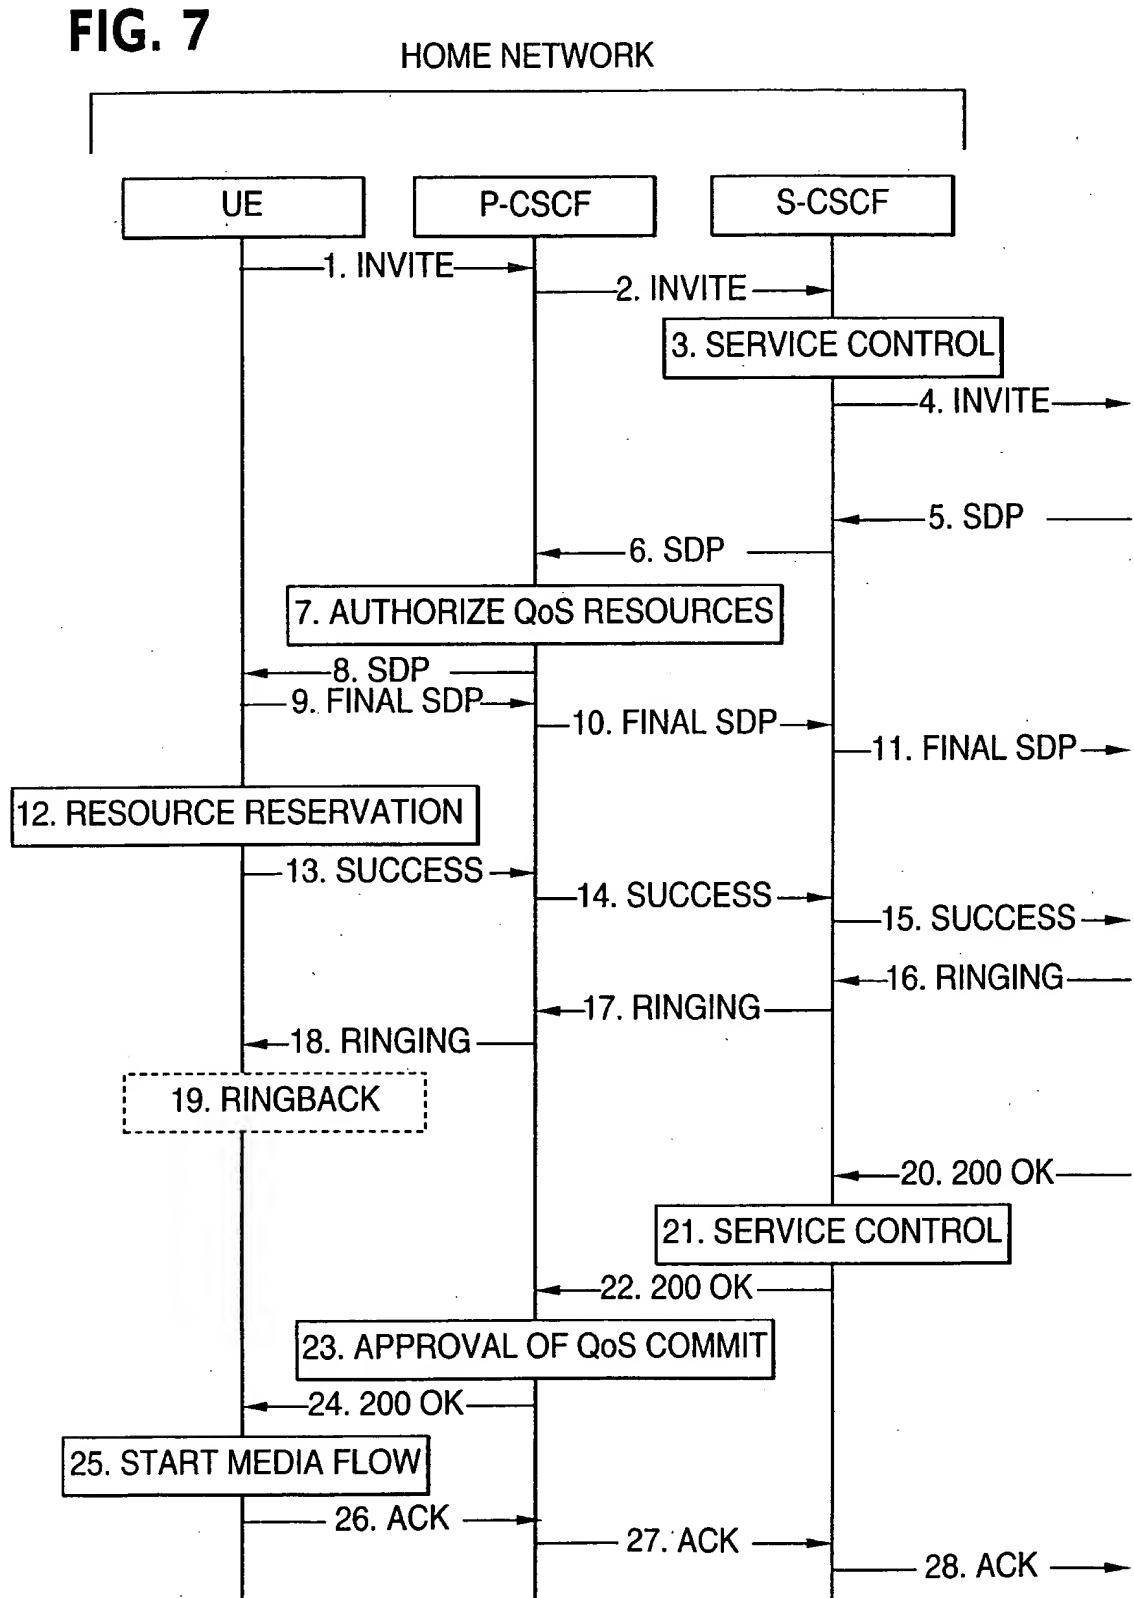 FIG. 7
HOME NETWORK
UE
P-CSCF
S-CSCF
1. INVITE
2. INVITE
3. SERVICE CONTROL
4. INVITE
5. SDP
6. SDP
7. AUTHORIZE QoS RESOURCES
8. SDP
9. FINAL SDP
10. FINAL SDP
11. FINAL SDP
12. RESOURCE RESERVATION
13. SUCCESS
14. SUCCESS
15. SUCCESS
16. RINGING
17. RINGING
18. RINGING
19. RINGBACK
20. 200 OK
21. SERVICE CONTROL
22. 200 OK
23. APPROVAL OF QoS COMMIT
24. 200 OK
25. START MEDIA FLOW
26. ACK
27. ACK
28. ACK